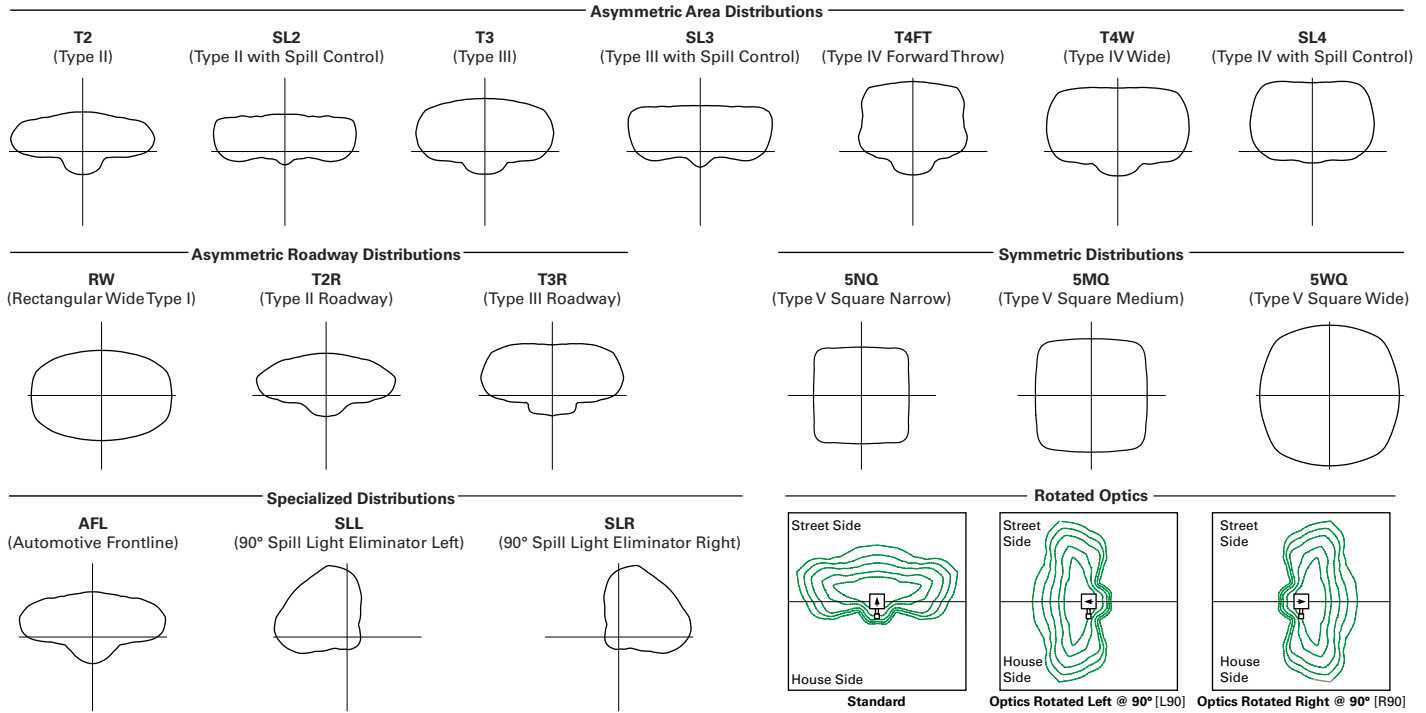 Asymmetric Area Distributions
T2
(Type II)
SL2
(Type II with Spill Control)
T3
(Type III)
SL3
(Type III with Spill Control)
T4FT
(Type IV Forward Throw)
T4W
(Type IV Wide)
SL4
(Type IV with Spill Control)
Asymmetric Roadway Distributions
RW
(Rectangular Wide Type I)
T2R
(Type II Roadway)
T3R
(Type III Roadway)
Symmetric Distributions
5NQ
(Type V Square Narrow)
5MQ
(Type V Square Medium)
5WQ
(Type V Square Wide)
Specialized Distributions
AFL
(Automotive Frontline)
SLL
(90° Spill Light Eliminator Left)
SLR
(90° Spill Light Eliminator Right)
Rotated Optics
Street Side
House Side
Standard
Street
Side
House
Side
Optics Rotated Left @ 90° [L90]
Street
Side
House
Side
Optics Rotated Right @ 90° [R90]